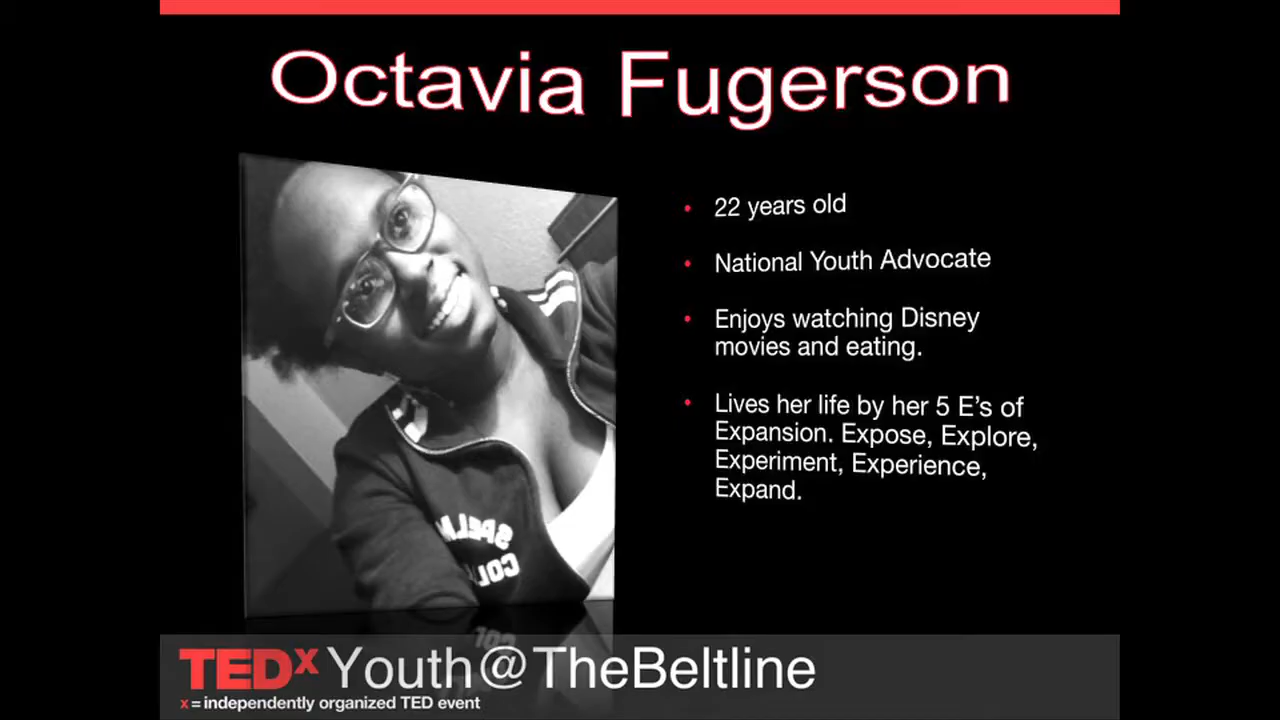 Octavia Fugerson
• 22 years old
• National Youth Advocate
• Enjoys watching Disney
movies and eating.
• Lives her life by her 5 E's of
Expansion. Expose, Explore,
Experiment, Experience,
Expand.
TEDx Youth@TheBeltline
x = independently organized TED event